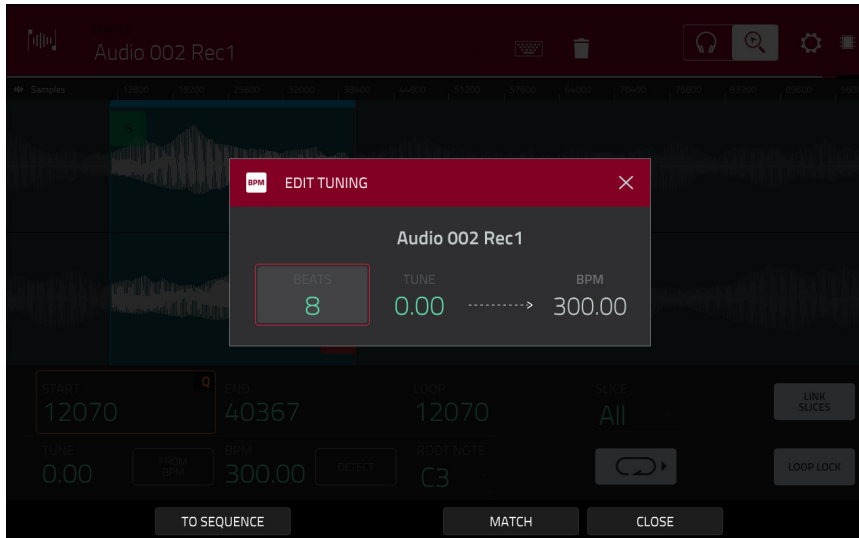 SAMPLE
Audio 002 Rec1
Samples 12800 19200 25600 32000 38400 44800 51200 57600 64000 70400 76800 83200 89600 960
S
BPM EDIT TUNING
Audio 002 Rec1
BEATS TUNE BPM
8 0.00 300.00
START Q END LOOP SLICE
12070 40367 12070 All
LINK SLICES
TUNE BPM ROOT NOTE
0.00 FROM BPM 300.00 DETECT C3 LOOP LOCK
TO SEQUENCE MATCH CLOSE